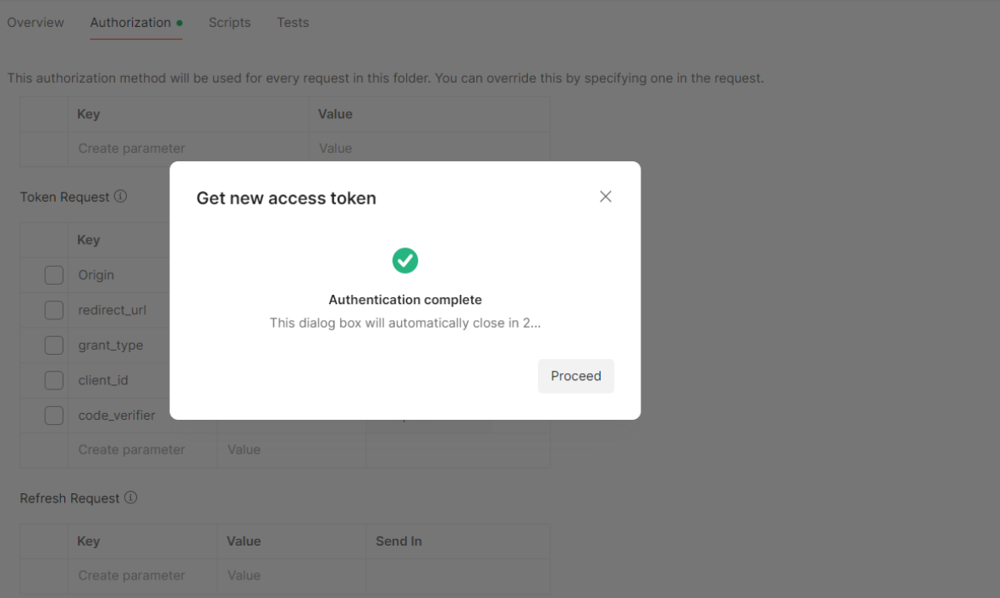 Overview Authorization Scripts Tests
This authorization method will be used for every request in this folder. You can override this by specifying one in the request.
Key Value
Create parameter Value
Get new access token
Token Request
Key
Authentication complete
This dialog box will automatically close in 2...
Proceed
Origin
redirect_url
grant_type
client_id
code_verifier
Create parameter Value
Refresh Request
Key Value Send In
Create parameter Value